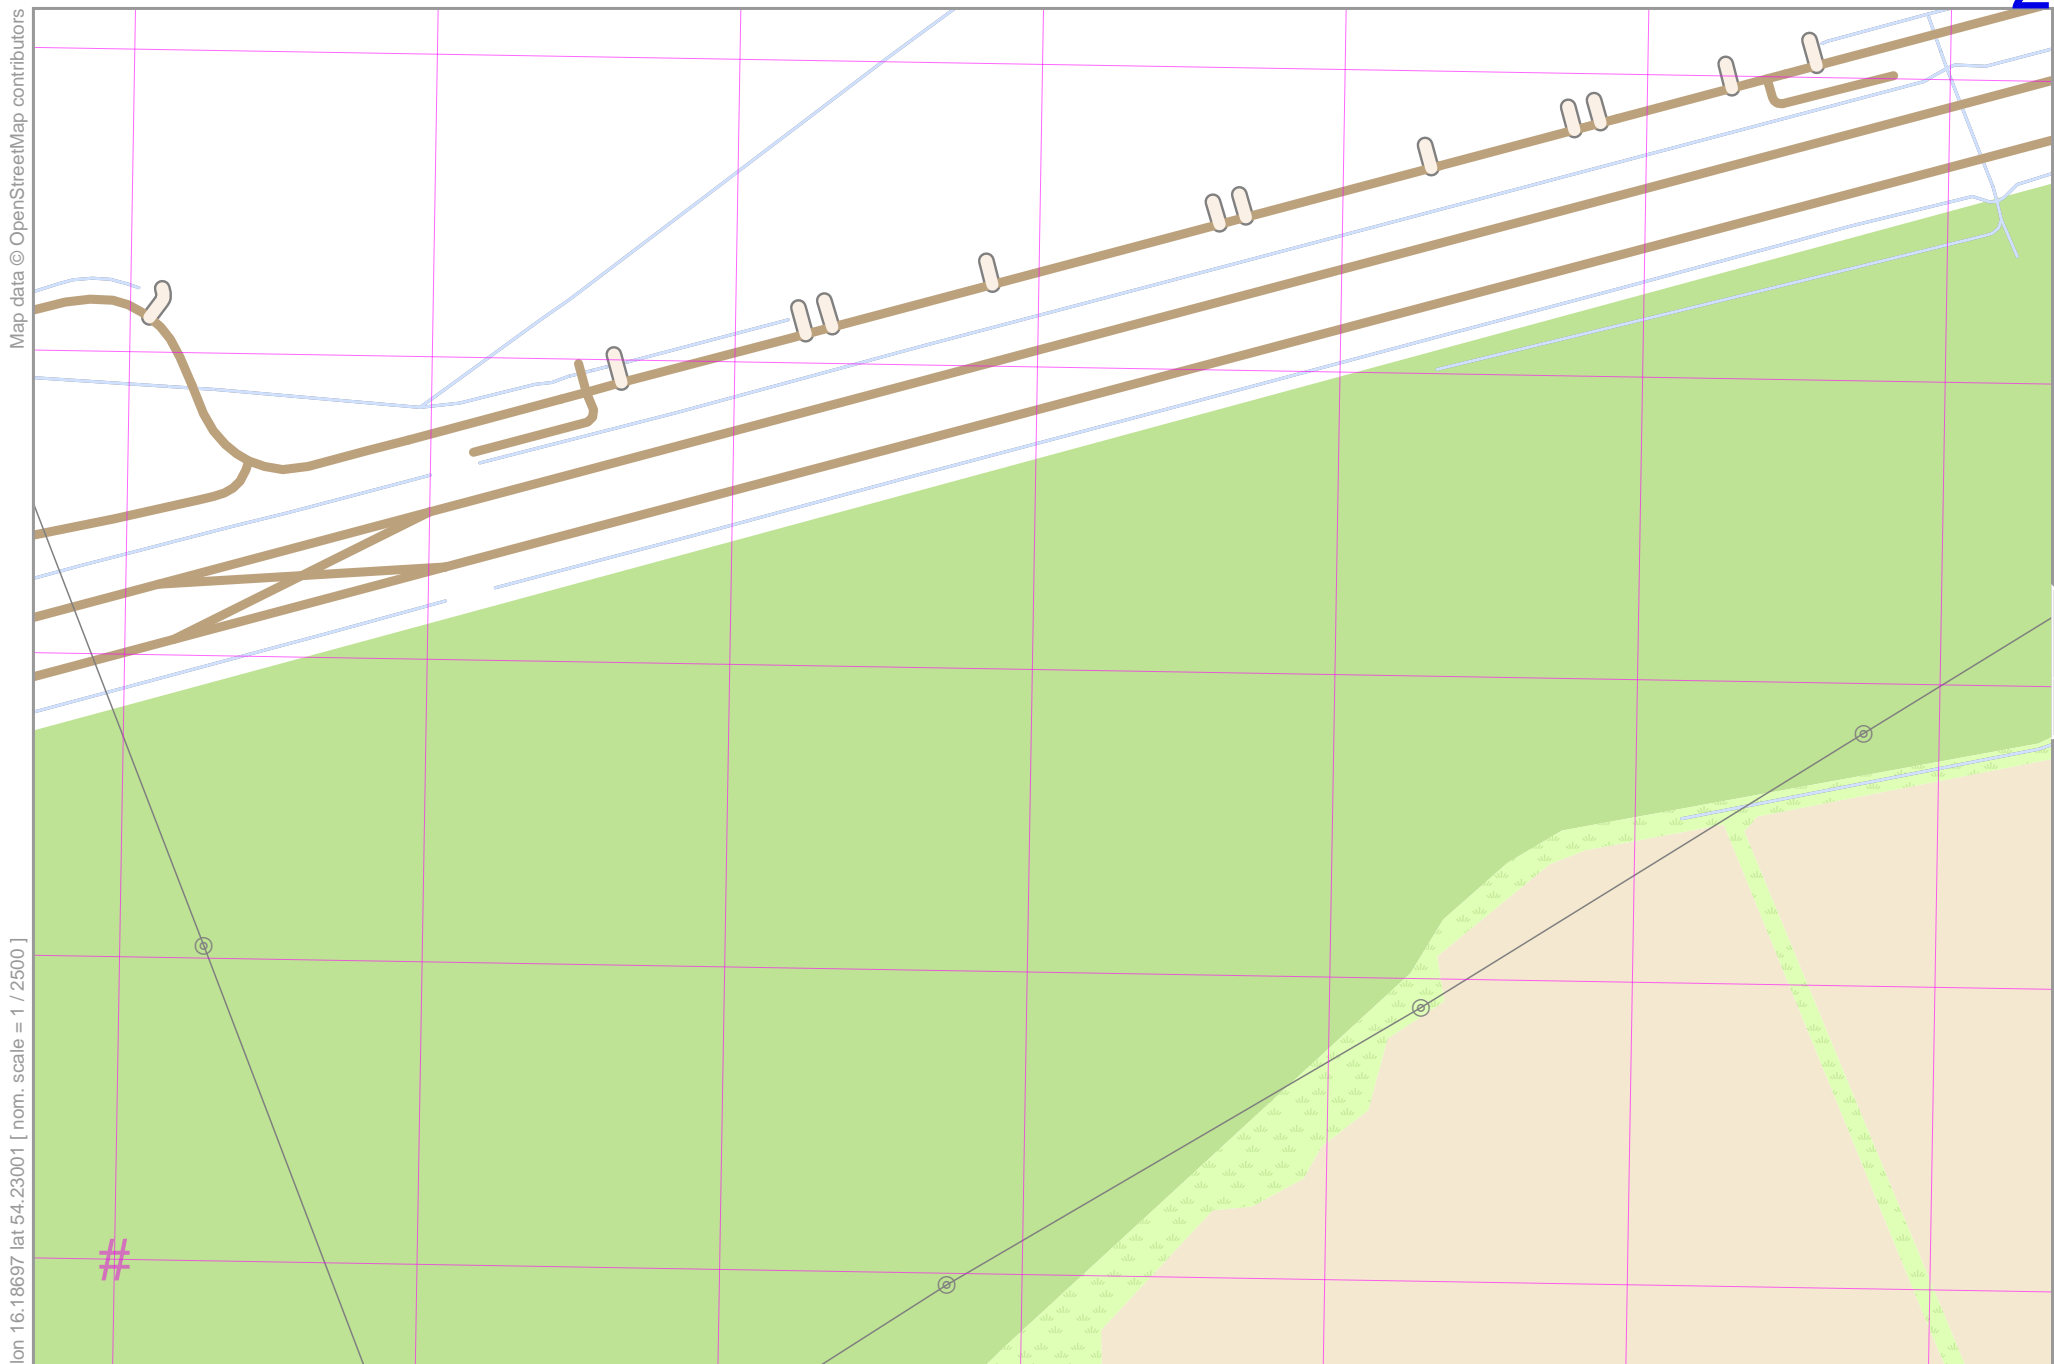 Map data © OpenStreetMap contributors
lon 16.18697 lat 54.23001 [ nom. scale = 1 / 2500 ]
#